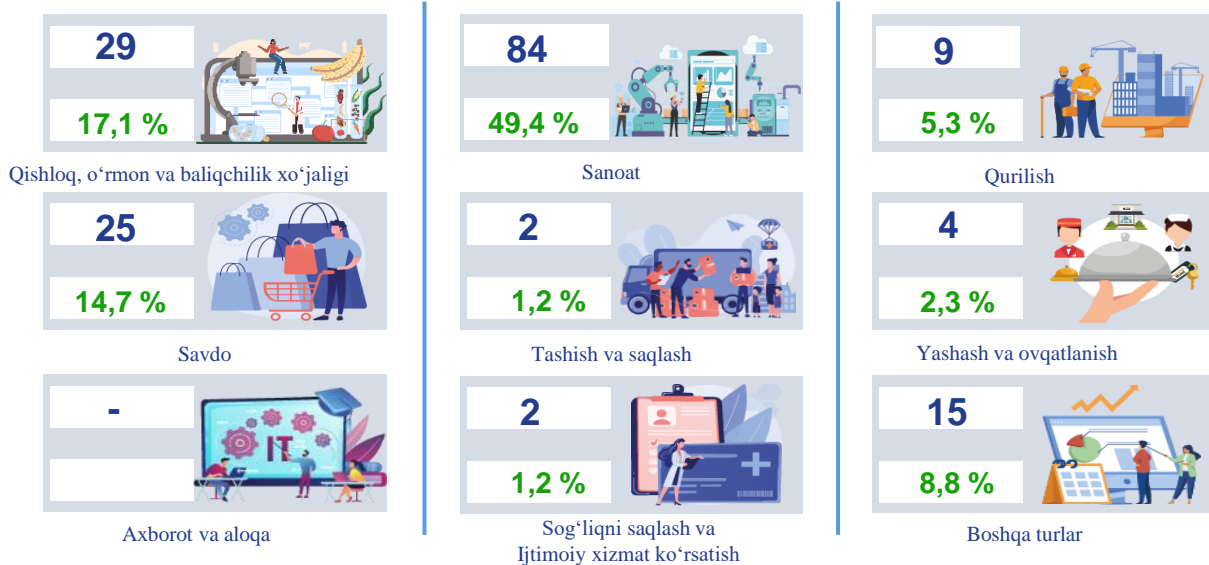 29
17,1 %
Qishloq, o‘rmon va baliqchilik xo‘jaligi
84
49,4 %
Sanoat
9
5,3 %
Qurilish
25
14,7 %
Savdo
2
1,2 %
Tashish va saqlash
4
2,3 %
Yashash va ovqatlanish
-
IT
Axborot va aloqa
2
1,2 %
Sog‘liqni saqlash va
Ijtimoiy xizmat ko‘rsatish
15
8,8 %
Boshqa turlar